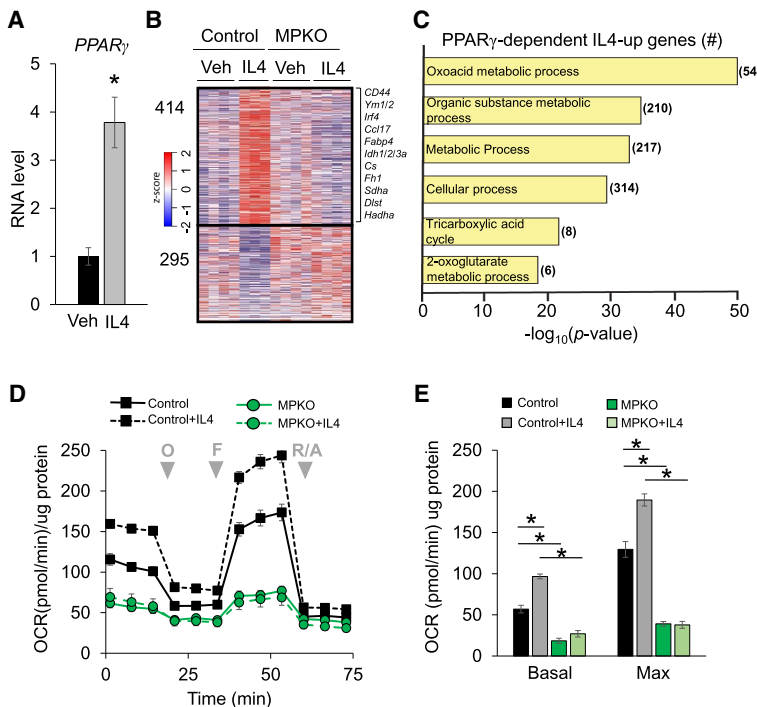 A
PPARγ
RNA level
5
4
3
2
1
0
*
Veh IL4
B
Control MPKO
Veh IL4 Veh IL4
414
295
z-score
2
1
0
-1
-2
CD44
Ym1/2
Irf4
Ccl17
Fabp4
Idh1/2/3a
Cs
Fh1
Sdha
Dlst
Hadha
C
PPARγ-dependent IL4-up genes (#)
Oxoacid metabolic process (54
Organic substance metabolic
process (210)
Metabolic Process (217)
Cellular process (314)
Tricarboxylic acid
cycle (8)
2-oxoglutarate
metabolic process (6)
0 10 20 30 40 50
-log10(p-value)
D
Control
Control+IL4
MPKO
MPKO+IL4
O F R/A
OCR(pmol/min)/ug protein
250
200
150
100
50
0
0 25 50 75
Time (min)
E
Control
Control+IL4
MPKO
MPKO+IL4
OCR (pmol/min) ug protein
250
200
150
100
50
0
*
*
*
*
*
*
Basal Max